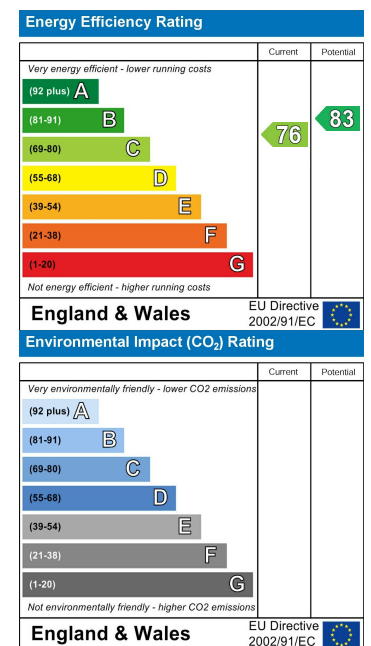 Energy Efficiency Rating
Current Potential
Very energy efficient - lower running costs
(92 plus) A
(81-91) B
(69-80) C
(55-68) D
(39-54) E
(21-38) F
(1-20) G
76
83
Not energy efficient - higher running costs
England & Wales
EU Directive
2002/91/EC
Environmental Impact (CO₂) Rating
Current Potential
Very environmentally friendly - lower CO2 emissions
(92 plus) A
(81-91) B
(69-80) C
(55-68) D
(39-54) E
(21-38) F
(1-20) G
Not environmentally friendly - higher CO2 emissions
England & Wales
EU Directive
2002/91/EC